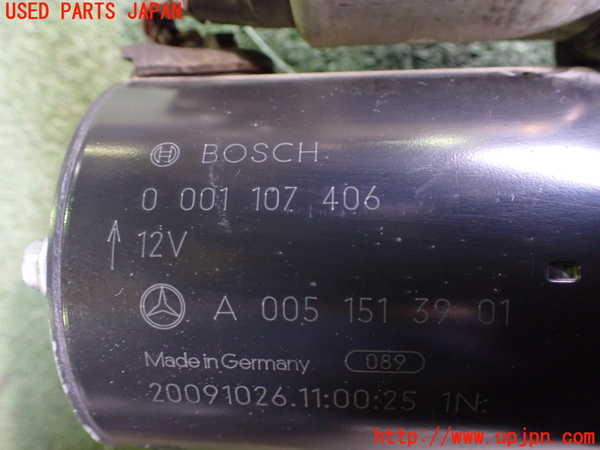 USED PARTS JAPAN
BOSCH
0 001 107 406
12V
A 005 151 39 01
Made in Germany 089
20091026.11:00:25 1N:
http://www.upjpn.com